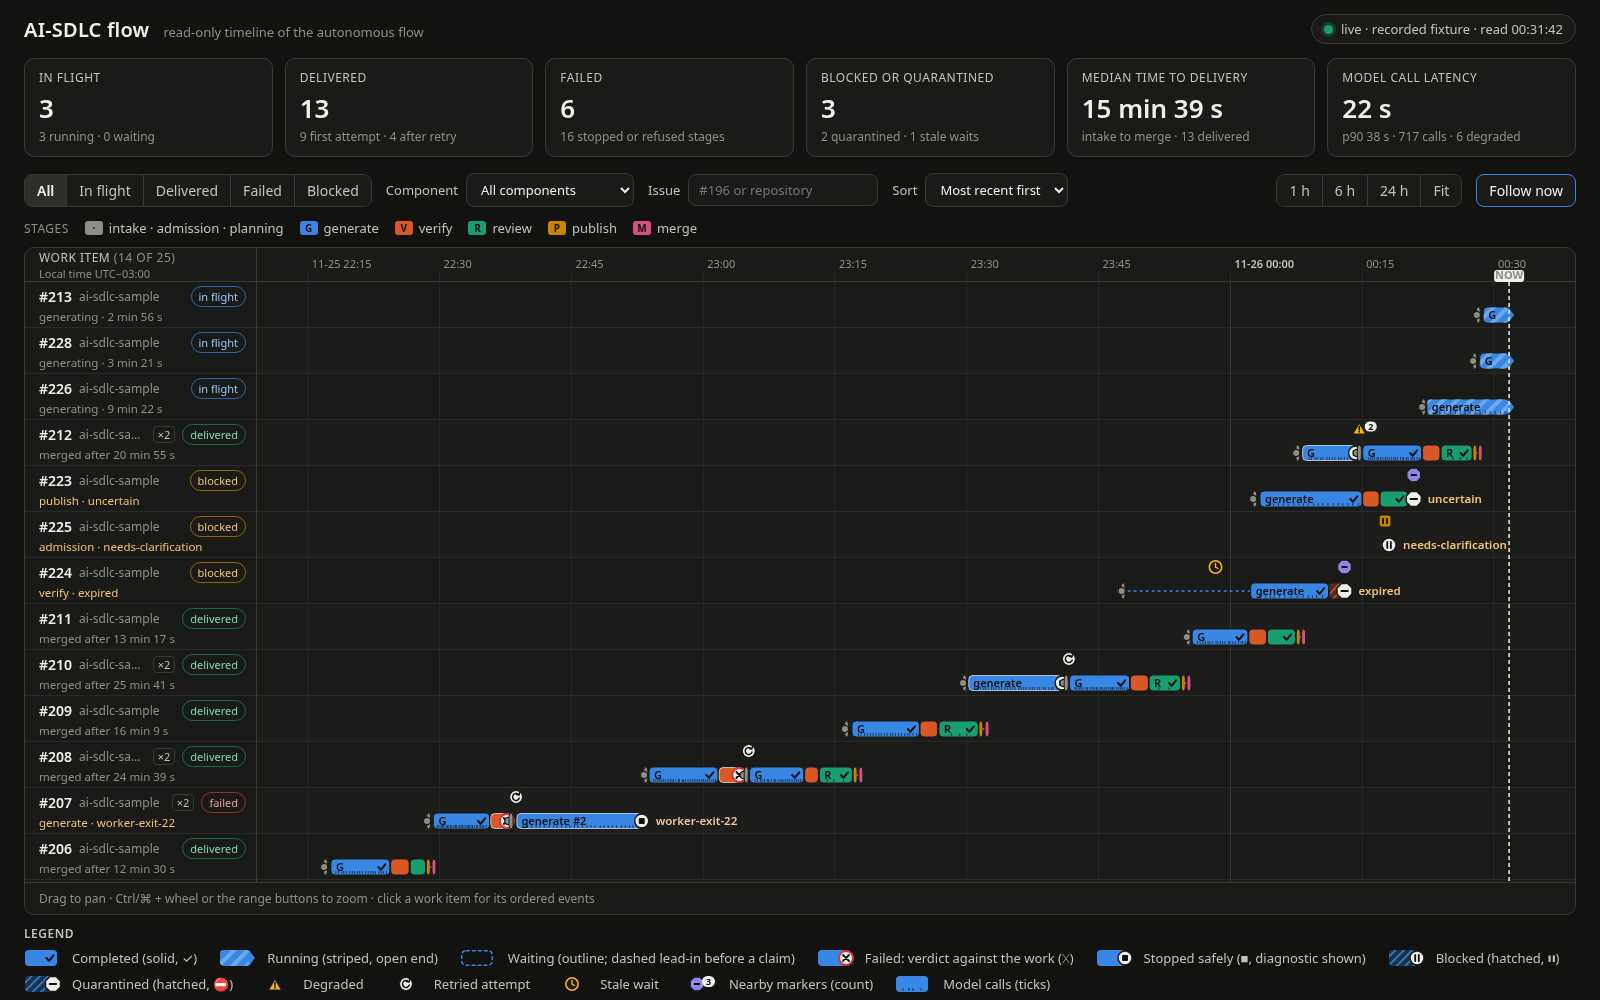 AI-SDLC flow read-only timeline of the autonomous flow live · recorded fixture · read 00:31:42
IN FLIGHT
3
3 running · 0 waiting
DELIVERED
13
9 first attempt · 4 after retry
FAILED
6
16 stopped or refused stages
BLOCKED OR QUARANTINED
3
2 quarantined · 1 stale waits
MEDIAN TIME TO DELIVERY
15 min 39 s
intake to merge · 13 delivered
MODEL CALL LATENCY
22 s
p90 38 s · 717 calls · 6 degraded
All In flight Delivered Failed Blocked Component All components Issue #196 or repository Sort Most recent first 1 h 6 h 24 h Fit Follow now
STAGES · intake · admission · planning G generate V verify R review P publish M merge
WORK ITEM (14 OF 25)
Local time UTC−03:00
11-25 22:15 22:30 22:45 23:00 23:15 23:30 23:45 11-26 00:00 00:15 00:30
NOW
#213 ai-sdlc-sample in flight
generating · 2 min 56 s G
#228 ai-sdlc-sample in flight
generating · 3 min 21 s G
#226 ai-sdlc-sample in flight
generating · 9 min 22 s generate
#212 ai-sdlc-sa... ×2 delivered 2
merged after 20 min 55 s G G R
#223 ai-sdlc-sample blocked
publish · uncertain generate uncertain
#225 ai-sdlc-sample blocked
admission · needs-clarification needs-clarification
#224 ai-sdlc-sample blocked
verify · expired generate expired
#211 ai-sdlc-sample delivered
merged after 13 min 17 s G
#210 ai-sdlc-sa... ×2 delivered
merged after 25 min 41 s generate G R
#209 ai-sdlc-sample delivered
merged after 16 min 9 s G R
#208 ai-sdlc-sa... ×2 delivered
merged after 24 min 39 s G G R
#207 ai-sdlc-sample ×2 failed
generate · worker-exit-22 G generate #2 worker-exit-22
#206 ai-sdlc-sample delivered
merged after 12 min 30 s G
Drag to pan · Ctrl/⌘ + wheel or the range buttons to zoom · click a work item for its ordered events
LEGEND
Completed (solid, ✓) Running (striped, open end) Waiting (outline; dashed lead-in before a claim) Failed: verdict against the work (╳) Stopped safely (■, diagnostic shown) Blocked (hatched, ⏸)
Quarantined (hatched, ⛔) Degraded Retried attempt Stale wait 3 Nearby markers (count) Model calls (ticks)